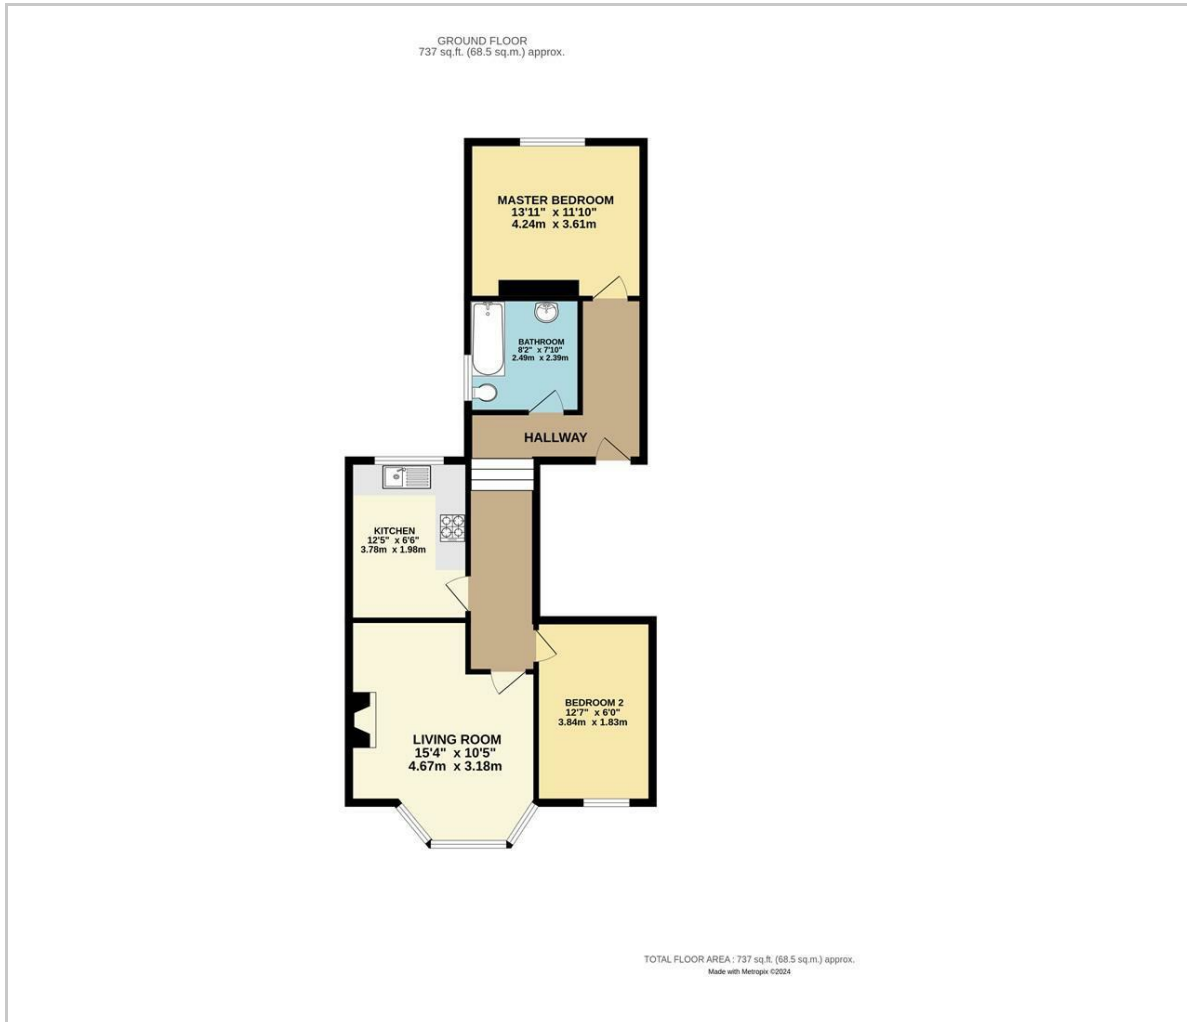 GROUND FLOOR
737 sq.ft. (68.5 sq.m.) approx.
MASTER BEDROOM
13'11" x 11'10"
4.24m x 3.61m
BATHROOM
8'2" x 7'10"
2.49m x 2.39m
HALLWAY
KITCHEN
12'5" x 6'6"
3.78m x 1.98m
BEDROOM 2
12'7" x 6'0"
3.84m x 1.83m
LIVING ROOM
15'4" x 10'5"
4.67m x 3.18m
TOTAL FLOOR AREA : 737 sq.ft. (68.5 sq.m.) approx.
Made with Metropix ©2024